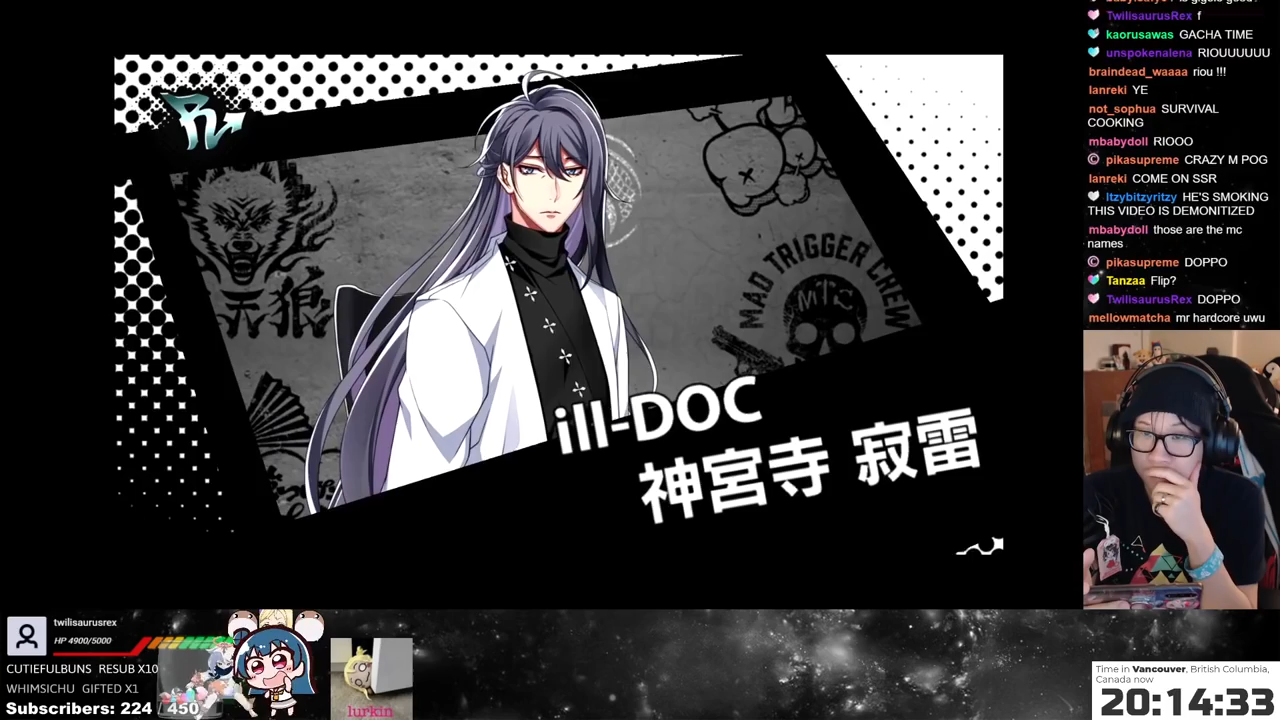 TwilisaurusRex f
kaorusawas GACHA TIME
unspokenalena RIOUUUUUU
braindead_waaaa riou !!!
lanreki YE
not_sophua SURVIVAL
COOKING
mbabydoll RIOOO
pikasupreme CRAZY M POG
lanreki COME ON SSR
Itzybitzyritzy HE'S SMOKING
THIS VIDEO IS DEMONITIZED
mbabydoll those are the mc
names
pikasupreme DOPPO
Tanzaa Flip?
TwilisaurusRex DOPPO
mellowmatcha mr hardcore uwu
R
天狼
MAD TRIGGER CREW
MTC
ill-DOC
神宮寺 寂雷
twilisaurusrex
HP 4900/5000
CUTIEFULBUNS RESUB X10
WHIMSICHU GIFTED X1
Subscribers: 224 / 450
lurkin
Time in Vancouver, British Columbia,
Canada now
20:14:33